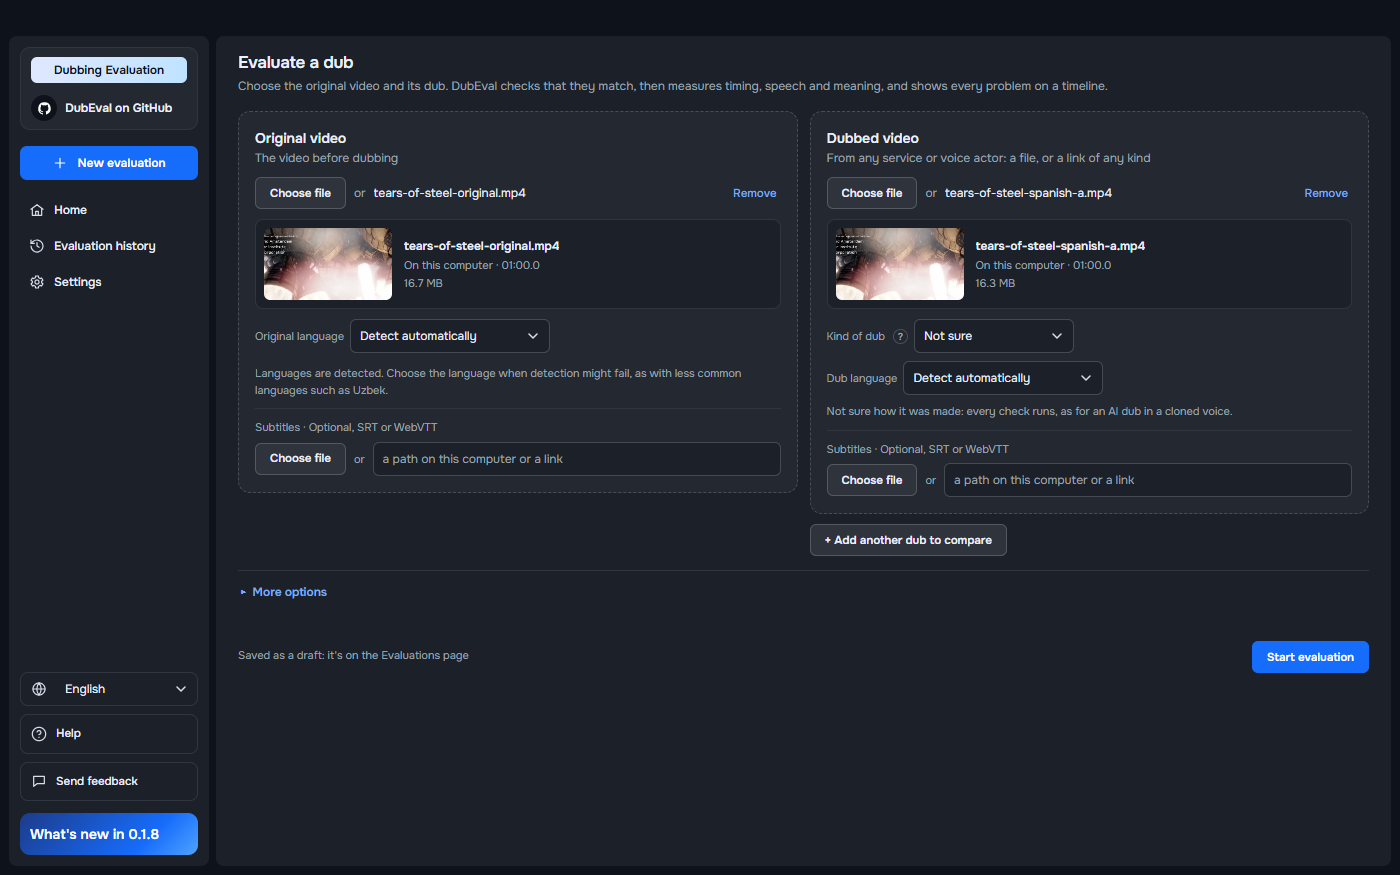 Dubbing Evaluation
DubEval on GitHub
New evaluation
Home
Evaluation history
Settings
English
Help
Send feedback
What's new in 0.1.8
Evaluate a dub
Choose the original video and its dub. DubEval checks that they match, then measures timing, speech and meaning, and shows every problem on a timeline.
Original video
The video before dubbing
Choose file or tears-of-steel-original.mp4 Remove
tears-of-steel-original.mp4
On this computer · 01:00.0
16.7 MB
Original language Detect automatically
Languages are detected. Choose the language when detection might fail, as with less common
languages such as Uzbek.
Subtitles · Optional, SRT or WebVTT
Choose file or a path on this computer or a link
Dubbed video
From any service or voice actor: a file, or a link of any kind
Choose file or tears-of-steel-spanish-a.mp4 Remove
tears-of-steel-spanish-a.mp4
On this computer · 01:00.0
16.3 MB
Kind of dub ? Not sure
Dub language Detect automatically
Not sure how it was made: every check runs, as for an AI dub in a cloned voice.
Subtitles · Optional, SRT or WebVTT
Choose file or a path on this computer or a link
+ Add another dub to compare
More options
Saved as a draft: it's on the Evaluations page
Start evaluation